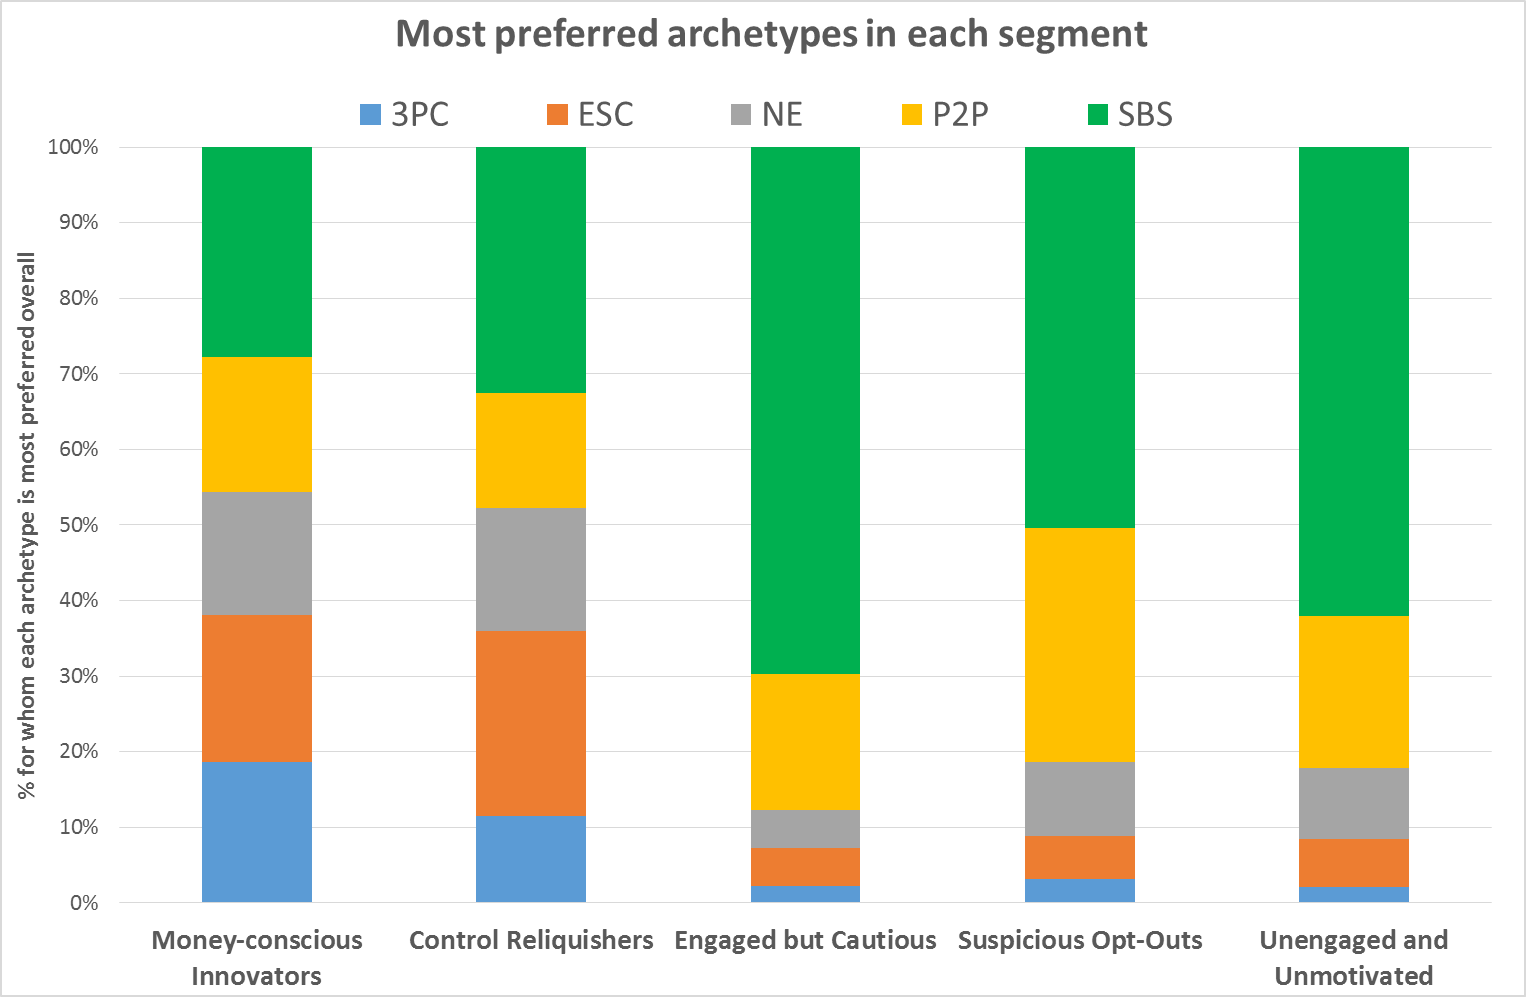 Most preferred archetypes in each segment
3PC ESC NE P2P SBS
% for whom each archetype is most preferred overall
100%
90%
80%
70%
60%
50%
40%
30%
20%
10%
0%
Money-conscious Control Reliquishers Engaged but Cautious Suspicious Opt-Outs Unengaged and
Innovators Unmotivated